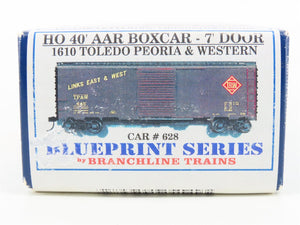 HO 40' AAR BOXCAR - 7' DOOR
1610 TOLEDO PEORIA & WESTERN
LINKS EAST & WEST
TP&W
CAR # 628
BLUEPRINT SERIES
by BRANCHLINE TRAINS